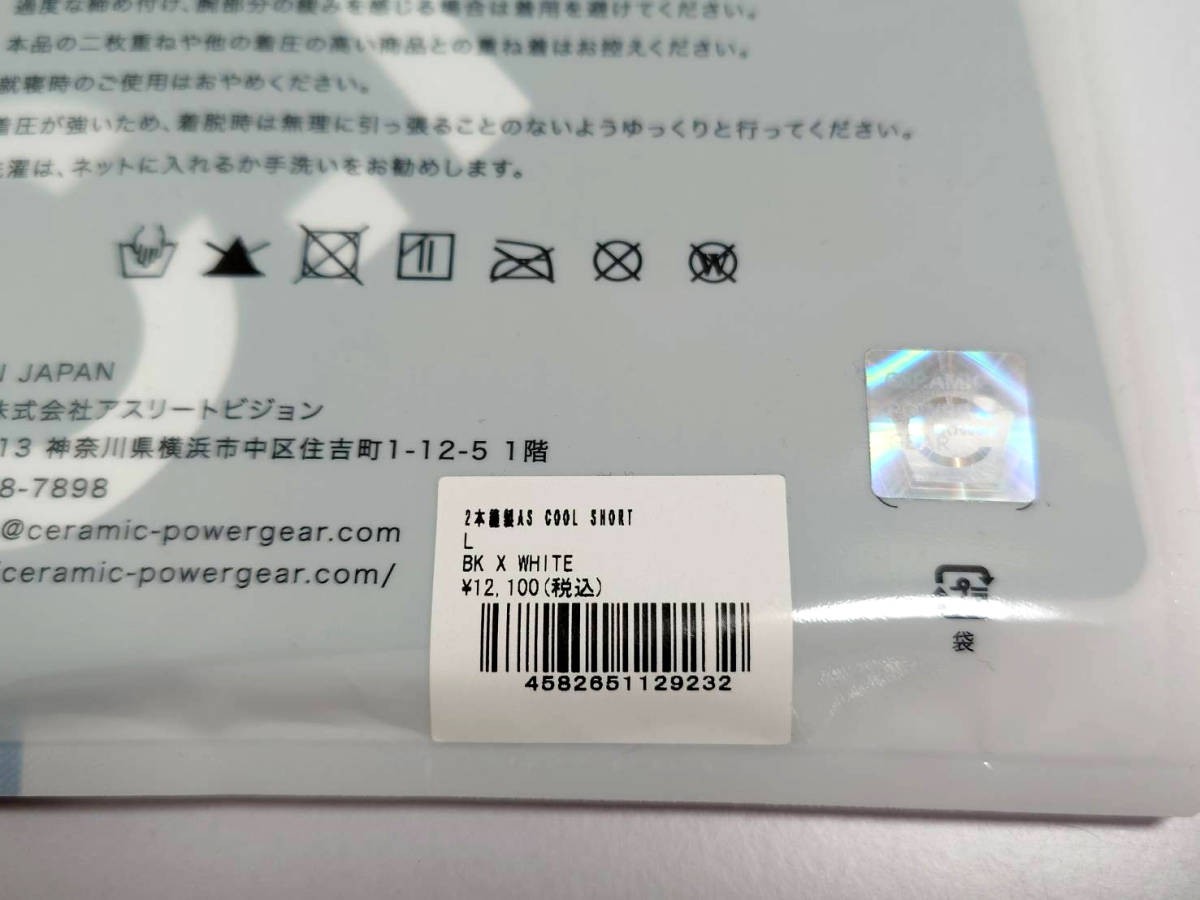 過度な締め付け、腕部分の緩みを感じる場合は着用を避けてください。
本品の二枚重ねや他の着圧の高い商品との重ね着はお控えください。
就寝時のご使用はおやめください。
着圧が強いため、着脱時は無理に引っ張ることのないようゆっくりと行ってください。
洗濯は、ネットに入れるか手洗いをお勧めします。
W
N JAPAN
株式会社アスリートビジョン
13 神奈川県横浜市中区住吉町1-12-5 1階
8-7898
@ceramic-powergear.com
/ceramic-powergear.com/
CERAMIC
POWER
GEAR
2本縫製AS COOL SHORT
L
BK X WHITE
¥12,100(税込)
4582651129232
プラ
袋